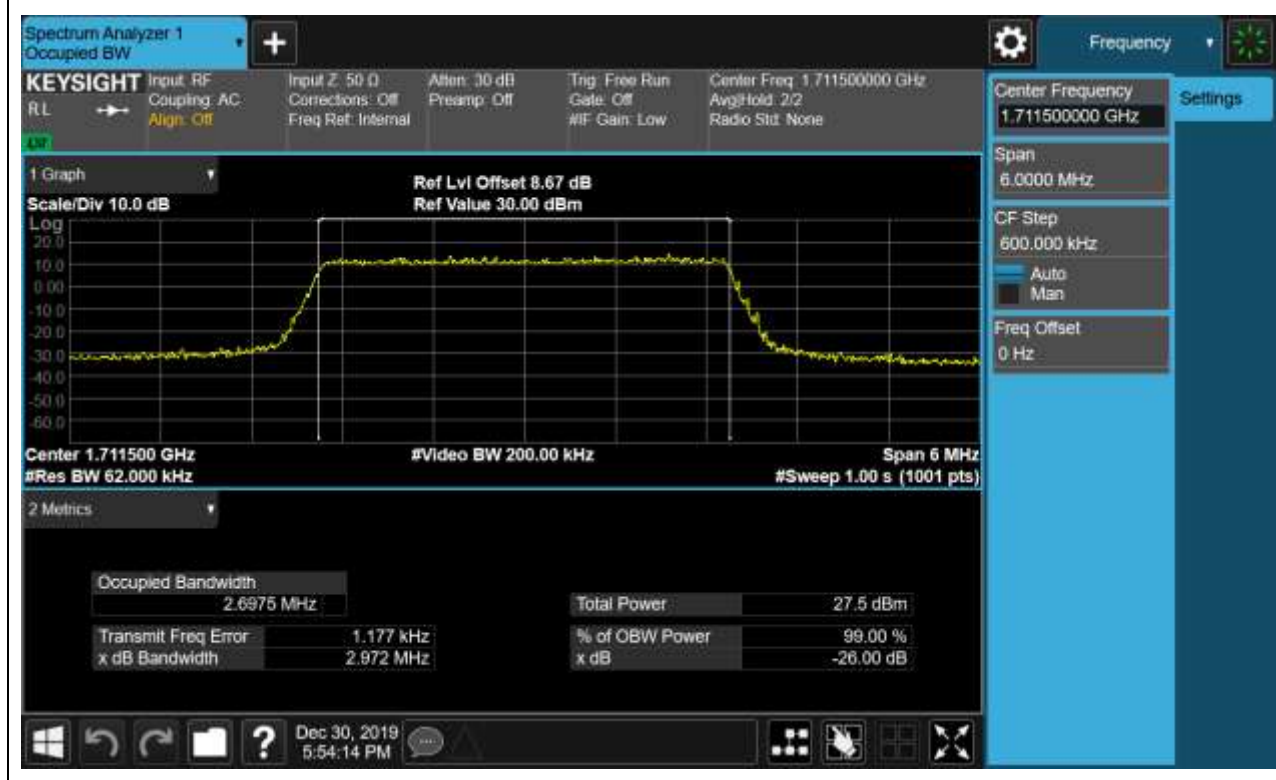 Spectrum Analyzer 1
Occupied BW
+
Frequency
KEYSIGHT
RL
Input: RF
Coupling: AC
Align: Off
Input Z: 50 Ω
Corrections: Off
Freq Ref: Internal
Atten: 30 dB
Preamp: Off
Trig: Free Run
Gate: Off
#IF Gain: Low
Center Freq: 1.711500000 GHz
Avg|Hold: 2/2
Radio Std: None
Center Frequency
1.711500000 GHz
Settings
Span
6.0000 MHz
CF Step
600.000 kHz
Auto
Man
Freq Offset
0 Hz
1 Graph
Scale/Div 10.0 dB
Ref Lvl Offset 8.67 dB
Ref Value 30.00 dBm
Log
20.0
10.0
0.00
-10.0
-20.0
-30.0
-40.0
-50.0
-60.0
Center 1.711500 GHz
#Video BW 200.00 kHz
Span 6 MHz
#Res BW 62.000 kHz
#Sweep 1.00 s (1001 pts)
2 Metrics
Occupied Bandwidth
2.6975 MHz
Total Power 27.5 dBm
Transmit Freq Error 1.177 kHz
% of OBW Power 99.00 %
x dB Bandwidth 2.972 MHz
x dB -26.00 dB
?
Dec 30, 2019
5:54:14 PM